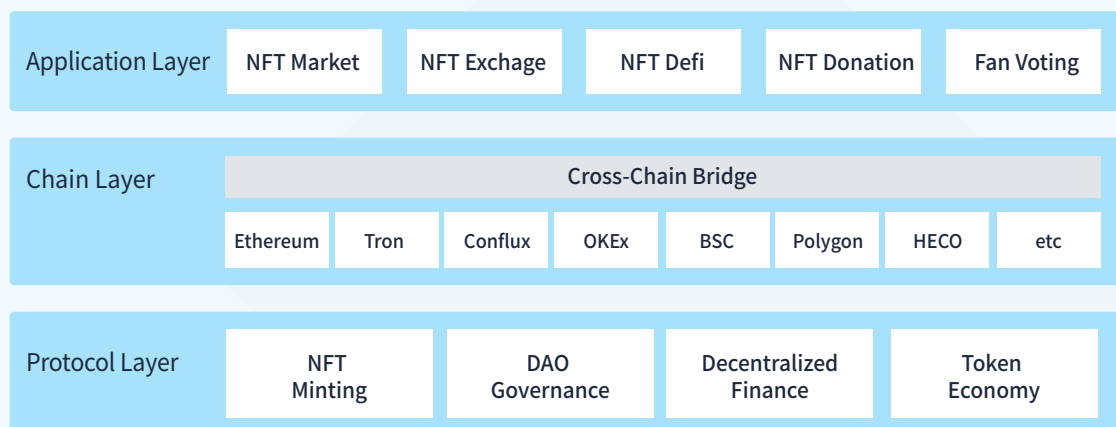 Application Layer
NFT Market
NFT Exchage
NFT Defi
NFT Donation
Fan Voting
Chain Layer
Cross-Chain Bridge
Ethereum
Tron
Conflux
OKEx
BSC
Polygon
HECO
etc
Protocol Layer
NFT
Minting
DAO
Governance
Decentralized
Finance
Token
Economy